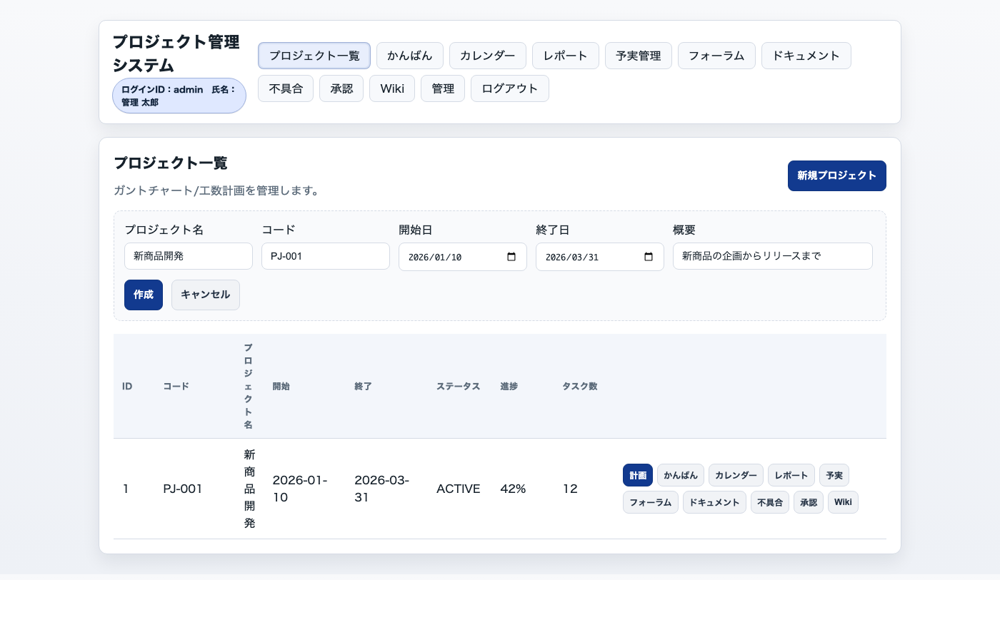 プロジェクト管理
システム
ログインID：admin　氏名：
管理 太郎
プロジェクト一覧
かんばん
カレンダー
レポート
予実管理
フォーラム
ドキュメント
不具合
承認
Wiki
管理
ログアウト
プロジェクト一覧
ガントチャート/工数計画を管理します。
新規プロジェクト
プロジェクト名
コード
開始日
終了日
概要
新商品開発
PJ-001
2026/01/10
2026/03/31
新商品の企画からリリースまで
作成
キャンセル
ID
コード
プ
ロ
ジ
ェ
ク
ト
名
開始
終了
ステータス
進捗
タスク数
1
PJ-001
新
商
品
開
発
2026-01-
10
2026-03-
31
ACTIVE
42%
12
計画
かんばん
カレンダー
レポート
予実
フォーラム
ドキュメント
不具合
承認
Wiki